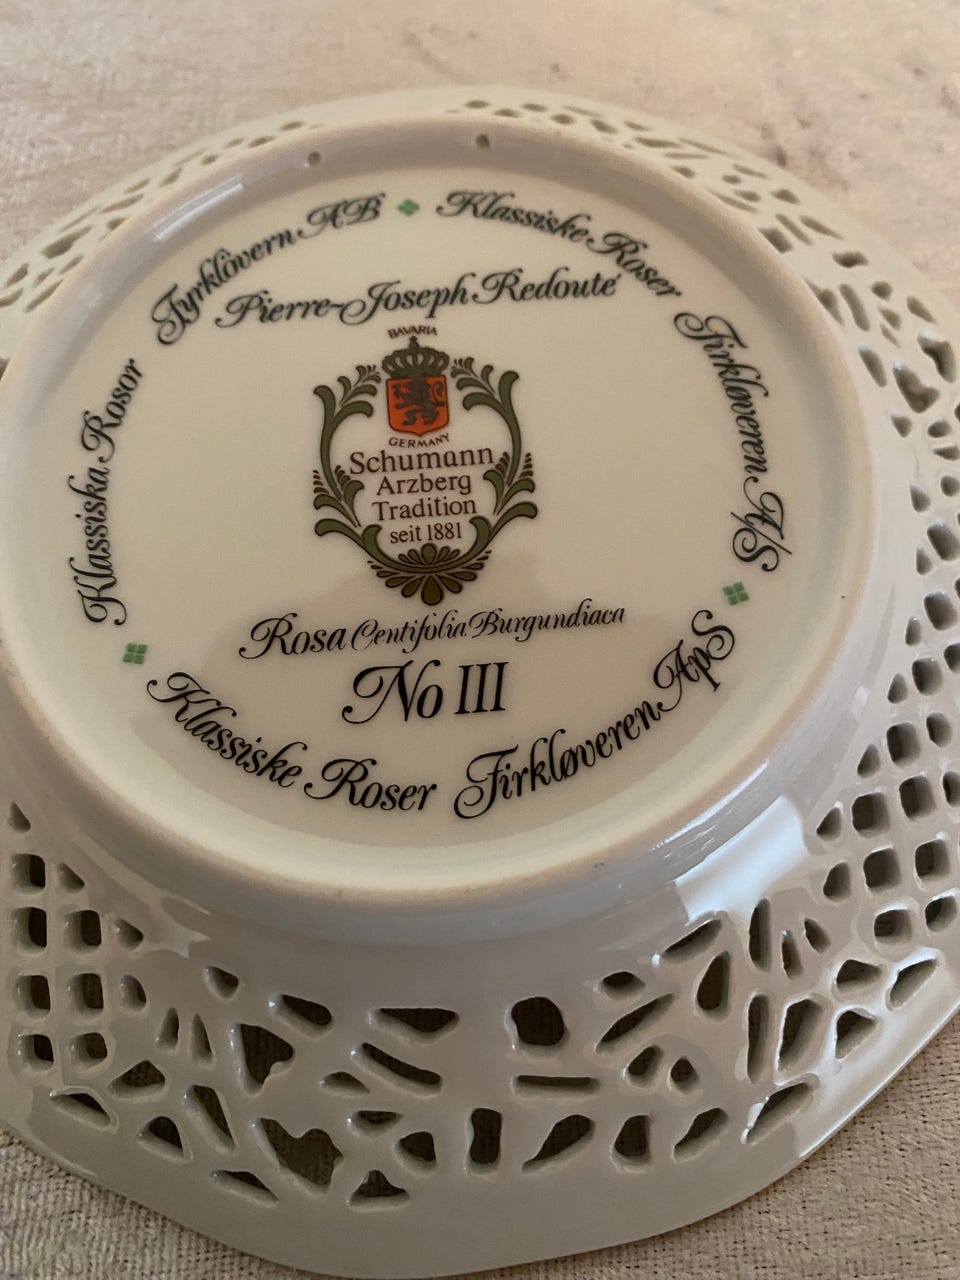 Klassiska Rosor Fyrklövern AB
Klassiske Roser Firkløveren A/S
Klassiske Roser Firkløveren ApS
Pierre-Joseph Redouté
BAVARIA
GERMANY
Schumann
Arzberg
Tradition
seit 1881
Rosa Centifolia Burgundiaca
No III